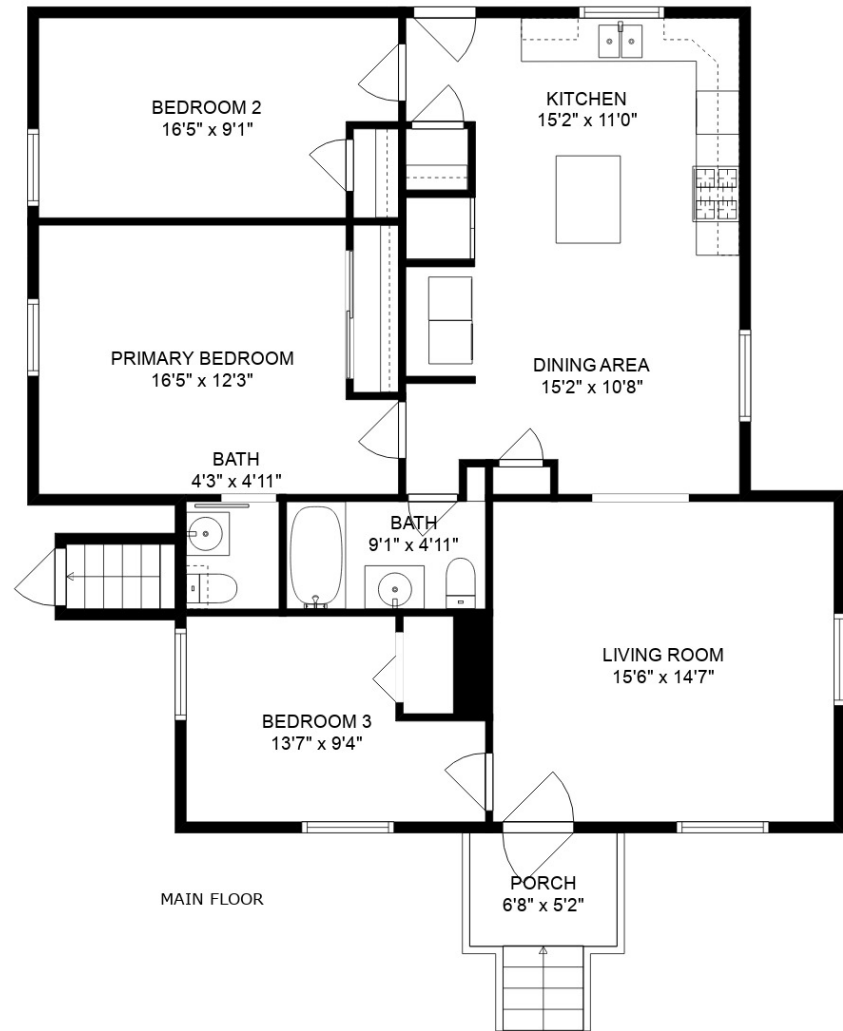 BEDROOM 2
16'5" x 9'1"
KITCHEN
15'2" x 11'0"
PRIMARY BEDROOM
16'5" x 12'3"
DINING AREA
15'2" x 10'8"
BATH
4'3" x 4'11"
BATH
9'1" x 4'11"
LIVING ROOM
15'6" x 14'7"
BEDROOM 3
13'7" x 9'4"
PORCH
6'8" x 5'2"
MAIN FLOOR